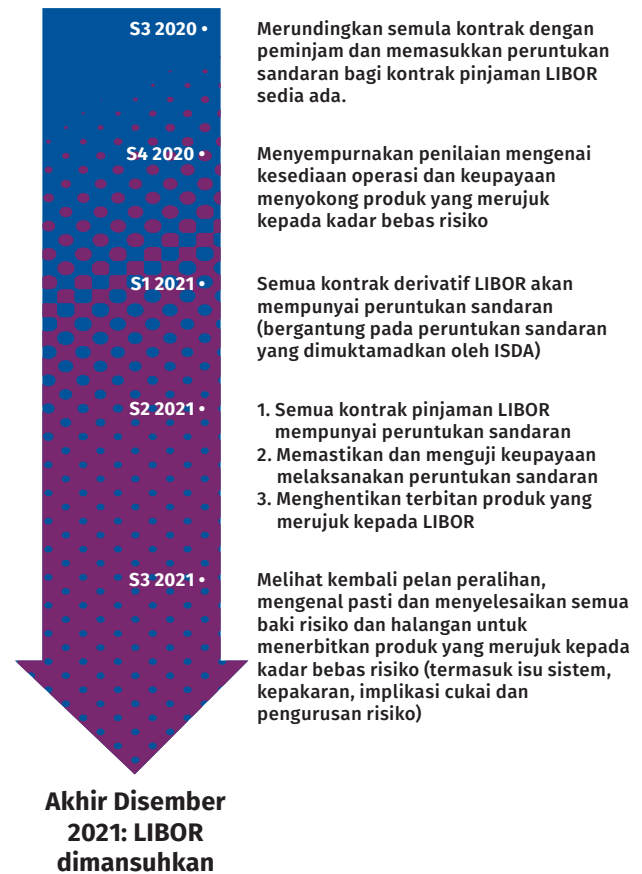 S3 2020 •
Merundingkan semula kontrak dengan
peminjam dan memasukkan peruntukan
sandaran bagi kontrak pinjaman LIBOR
sedia ada.
S4 2020 •
Menyempurnakan penilaian mengenai
kesediaan operasi dan keupayaan
menyokong produk yang merujuk
kepada kadar bebas risiko
S1 2021 •
Semua kontrak derivatif LIBOR akan
mempunyai peruntukan sandaran
(bergantung pada peruntukan sandaran
yang dimuktamadkan oleh ISDA)
S2 2021 •
1. Semua kontrak pinjaman LIBOR
mempunyai peruntukan sandaran
2. Memastikan dan menguji keupayaan
melaksanakan peruntukan sandaran
3. Menghentikan terbitan produk yang
merujuk kepada LIBOR
S3 2021 •
Melihat kembali pelan peralihan,
mengenal pasti dan menyelesaikan semua
baki risiko dan halangan untuk
menerbitkan produk yang merujuk kepada
kadar bebas risiko (termasuk isu sistem,
kepakaran, implikasi cukai dan
pengurusan risiko)
Akhir Disember
2021: LIBOR
dimansuhkan